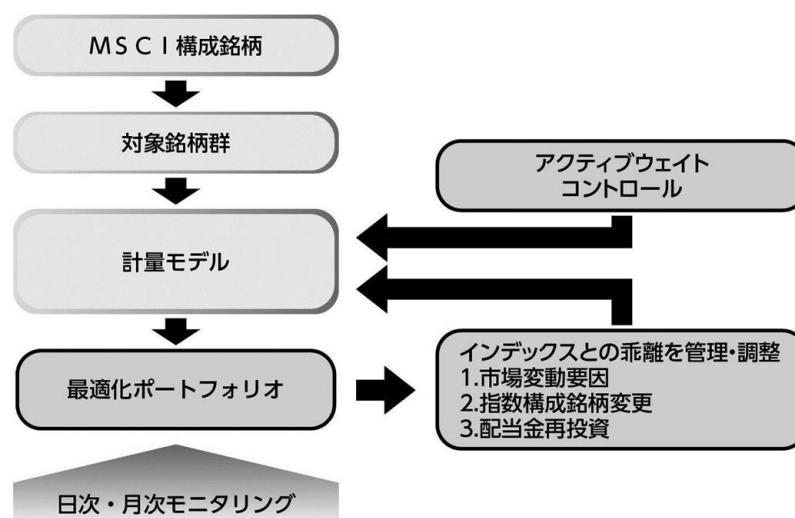 ＭＳＣＩ構成銘柄
対象銘柄群
計量モデル
最適化ポートフォリオ
日次・月次モニタリング
アクティブウェイト
コントロール
インデックスとの乖離を管理・調整
1.市場変動要因
2.指数構成銘柄変更
3.配当金再投資